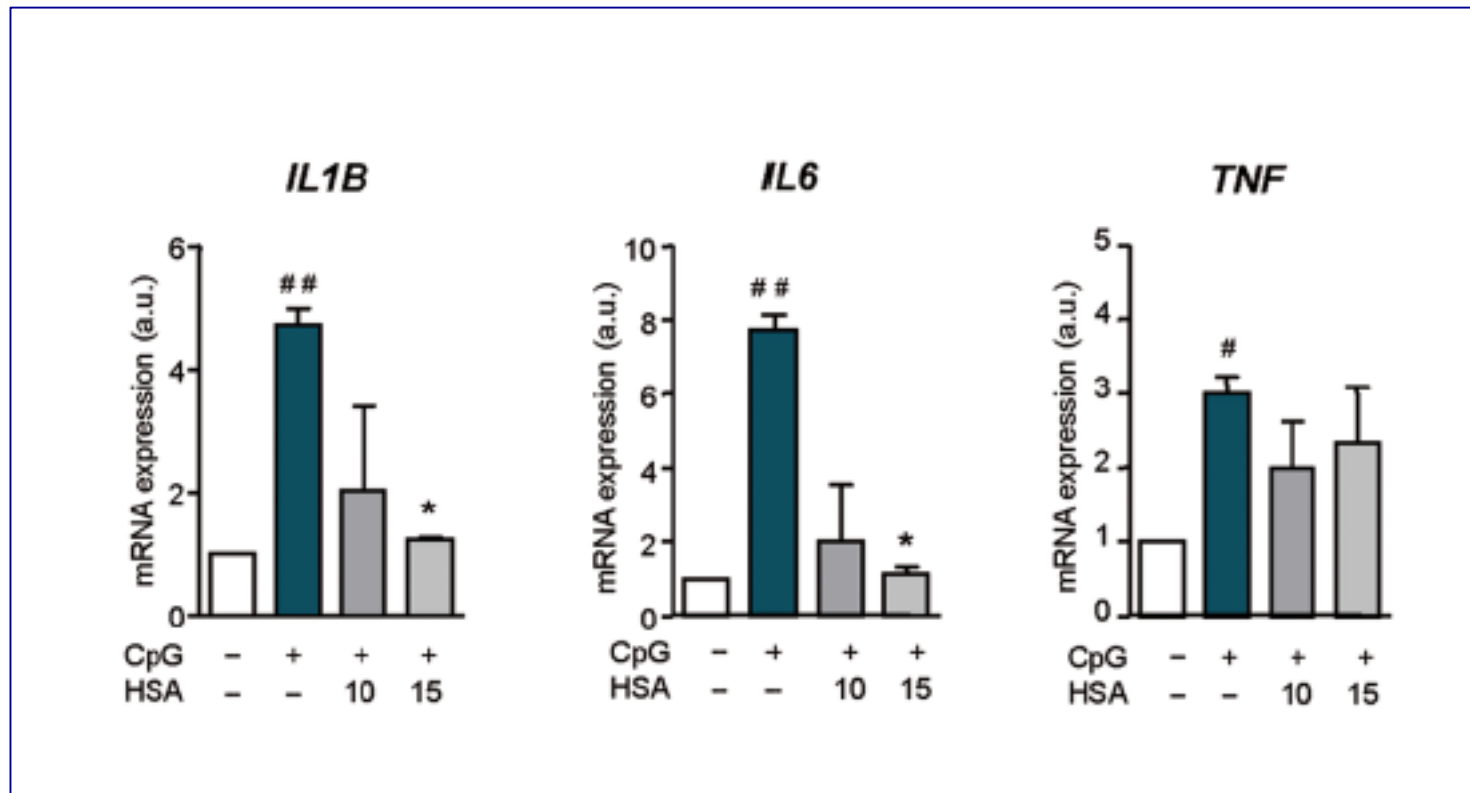 IL1B
mRNA expression (a.u.)
6
4
2
0
##
*
CpG – + + +
HSA – – 10 15
IL6
mRNA expression (a.u.)
10
8
6
4
2
0
##
*
CpG – + + +
HSA – – 10 15
TNF
mRNA expression (a.u.)
5
4
3
2
1
0
#
CpG – + + +
HSA – – 10 15